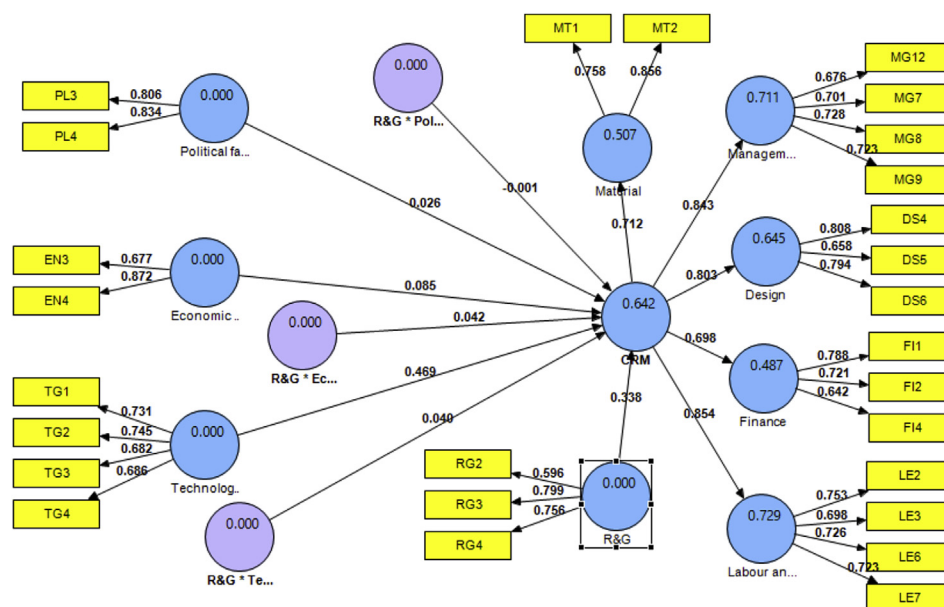 MT1
MT2
0.758
0.856
0.507
Material
0.712
PL3
PL4
0.806
0.834
0.000
Political fa...
0.026
0.000
R&G * Pol...
-0.001
0.711
Managem...
0.843
MG12
MG7
MG8
MG9
0.676
0.701
0.728
0.723
EN3
EN4
0.677
0.872
0.000
Economic ..
0.085
0.000
R&G * Ec...
0.042
0.642
CRM
0.645
Design
0.803
DS4
DS5
DS6
0.808
0.658
0.794
0.487
Finance
0.698
FI1
FI2
FI4
0.788
0.721
0.642
TG1
TG2
TG3
TG4
0.731
0.745
0.682
0.686
0.000
Technolog..
0.469
0.000
R&G * Te...
0.040
RG2
RG3
RG4
0.596
0.799
0.756
0.000
R&G
0.338
0.729
Labour an...
0.854
LE2
LE3
LE6
LE7
0.753
0.698
0.726
0.723